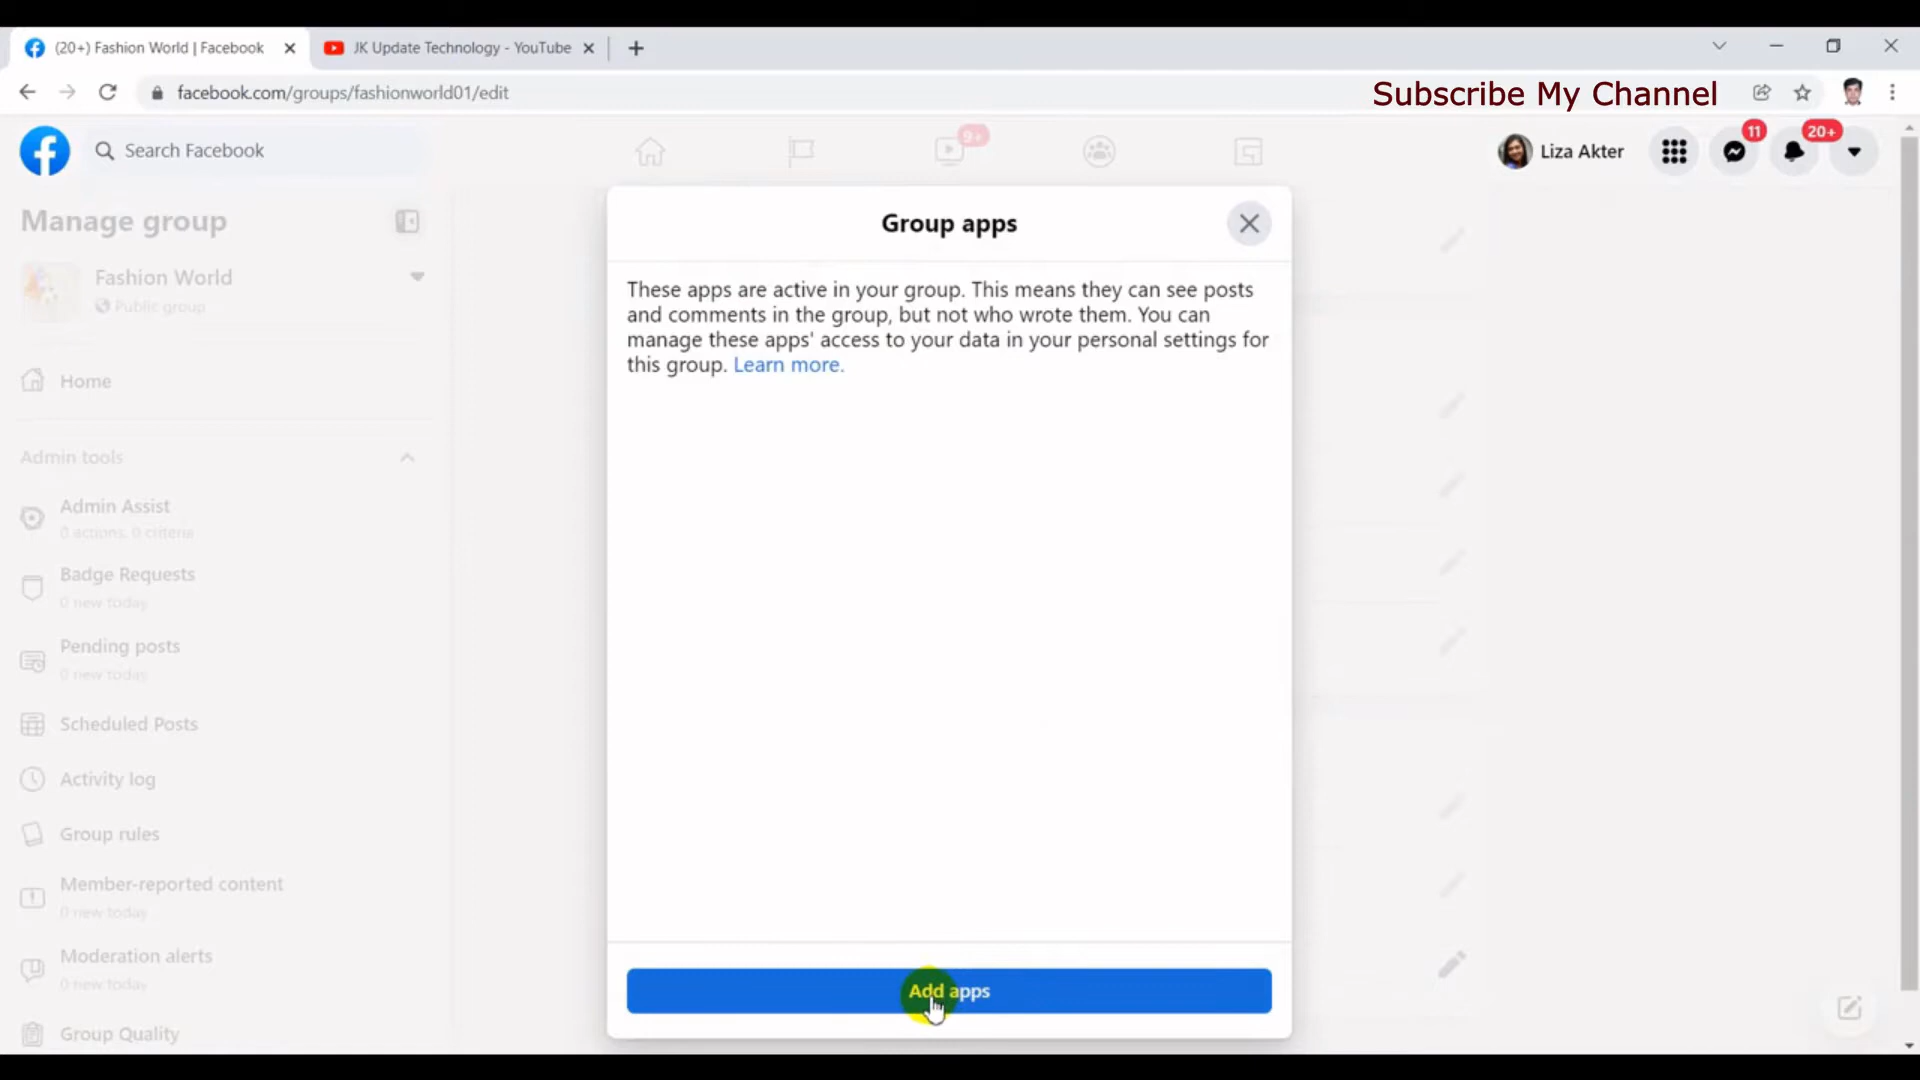 (20+) Fashion World | Facebook
JK Update Technology - YouTube
facebook.com/groups/fashionworld01/edit
Subscribe My Channel
Search Facebook
9+
Liza Akter
11
20+
Manage group
Fashion World
Public group
Home
Admin tools
Admin Assist
0 actions, 0 criteria
Badge Requests
0 new today
Pending posts
0 new today
Scheduled Posts
Activity log
Group rules
Member-reported content
0 new today
Moderation alerts
0 new today
Group Quality
Group apps
These apps are active in your group. This means they can see posts
and comments in the group, but not who wrote them. You can
manage these apps' access to your data in your personal settings for
this group. Learn more.
Add apps